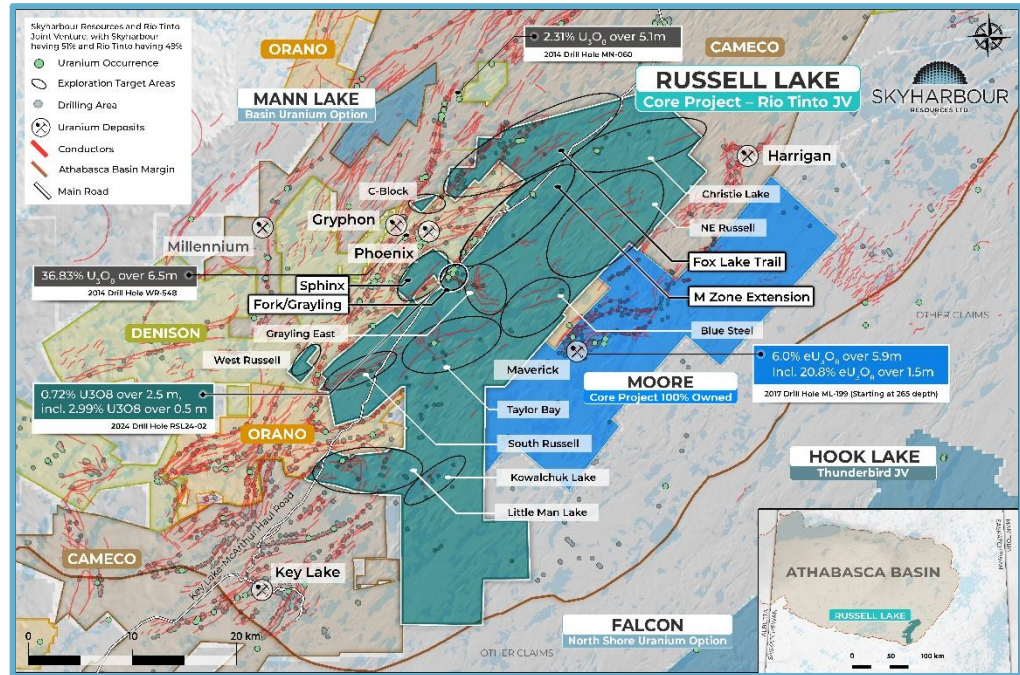 Skyharbour Resources and Rio Tinto
Joint Venture, with Skyharbour
having 51% and Rio Tinto having 49%
Uranium Occurrence
Exploration Target Areas
Drilling Area
Uranium Deposits
Conductors
Athabasca Basin Margin
Main Road
ORANO
MANN LAKE
Basin Uranium Option
2.31% U₃O₈ over 5.1m
2014 Drill Hole MN-060
CAMECO
RUSSELL LAKE
Core Project – Rio Tinto JV
SKYHARBOUR
RESOURCES LTD.
Harrigan
C-Block
Christie Lake
Gryphon
NE Russell
Millennium
Phoenix
Fox Lake Trail
36.83% U₃O₈ over 6.5m
2014 Drill Hole WR-548
Sphinx
Fork/Grayling
M Zone Extension
OTHER CLAIMS
DENISON
Grayling East
Blue Steel
West Russell
Maverick
6.0% eU₃O₈ over 5.9m
Incl. 20.8% eU₃O₈ over 1.5m
2017 Drill Hole ML-199 (Starting at 265 depth)
MOORE
Core Project 100% Owned
0.72% U3O8 over 2.5 m,
incl. 2.99% U3O8 over 0.5 m
2024 Drill Hole RSL24-02
Taylor Bay
ORANO
South Russell
HOOK LAKE
Thunderbird JV
Kowalchuk Lake
Little Man Lake
Key Lake-McArthur Haul Road
CAMECO
Key Lake
FALCON
North Shore Uranium Option
OTHER CLAIMS
0 10 20 km
ATHABASCA BASIN
RUSSELL LAKE
ALBERTA
SASKATCHEWAN
SASKATCHEWAN
MANITOBA
0 50 100 km